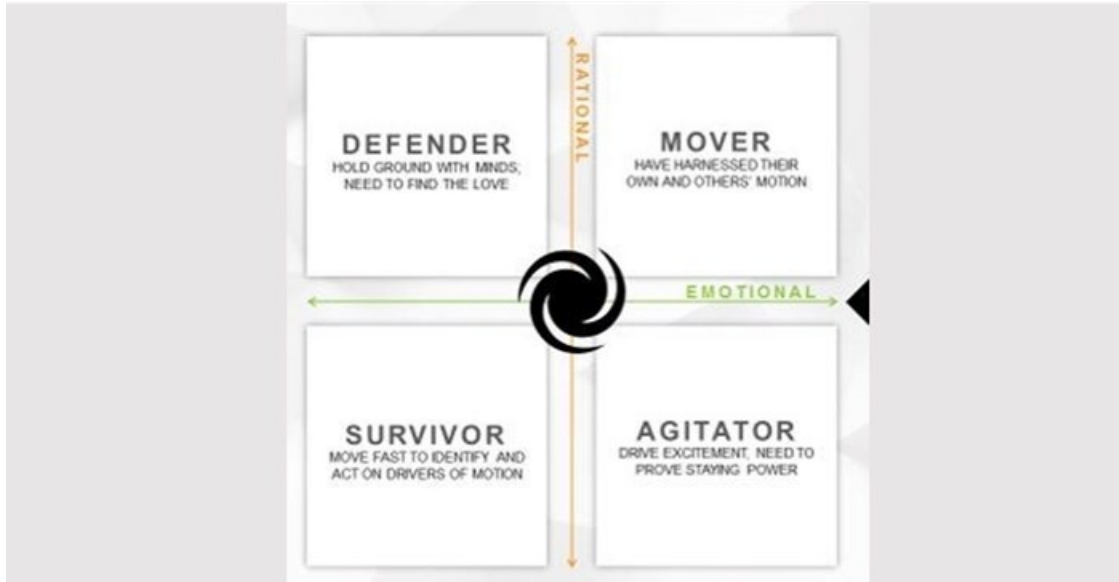 RATIONAL
DEFENDER
HOLD GROUND WITH MINDS;
NEED TO FIND THE LOVE
MOVER
HAVE HARNESSED THEIR
OWN AND OTHERS' MOTION
EMOTIONAL
SURVIVOR
MOVE FAST TO IDENTIFY AND
ACT ON DRIVERS OF MOTION
AGITATOR
DRIVE EXCITEMENT, NEED TO
PROVE STAYING POWER